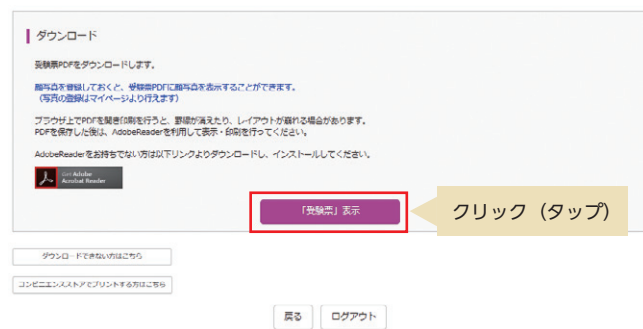 ダウンロード
受験票PDFをダウンロードします。
顔写真を登録しておくと、受験票PDFに顔写真を表示することができます。
（写真の登録はマイページより行えます）
ブラウザ上でPDFを開き印刷を行うと、罫線が消えたり、レイアウトが崩れる場合があります。
PDFを保存した後は、AdobeReaderを利用して表示・印刷を行ってください。
AdobeReaderをお持ちでない方は以下リンクよりダウンロードし、インストールしてください。
Get Adobe
Acrobat Reader
「受験票」表示
クリック（タップ）
ダウンロードできない方はこちら
コンビニエンスストアでプリントする方はこちら
戻る
ログアウト